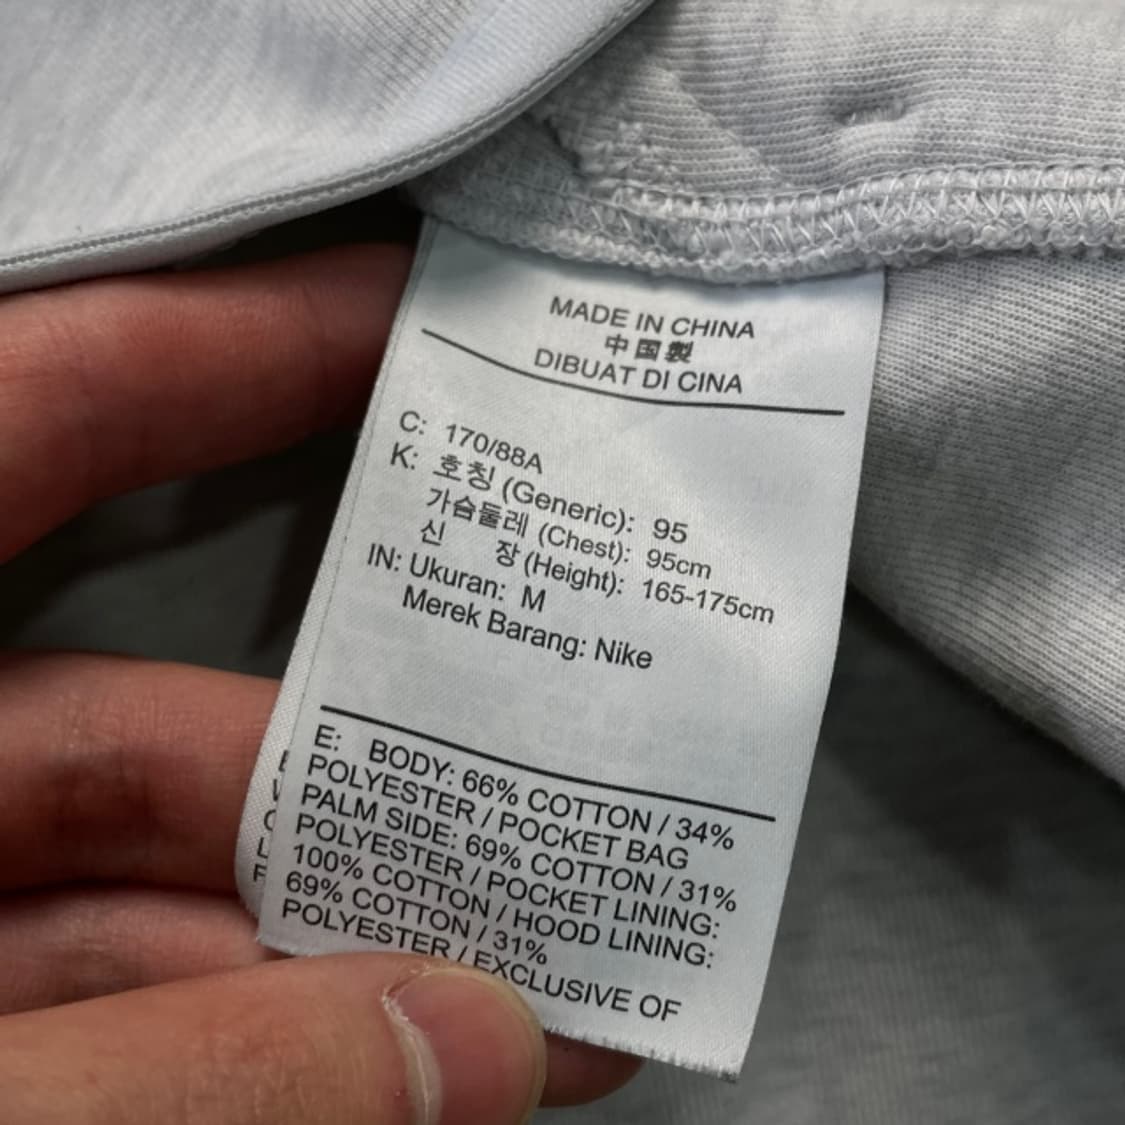 MADE IN CHINA
中国製
DIBUAT DI CINA
C: 170/88A
K: 호칭 (Generic): 95
가슴둘레 (Chest): 95cm
신 장 (Height): 165-175cm
IN: Ukuran: M
Merek Barang: Nike
E: BODY: 66% COTTON / 34%
POLYESTER / POCKET BAG
PALM SIDE: 69% COTTON / 31%
POLYESTER / POCKET LINING:
100% COTTON / HOOD LINING:
69% COTTON / 31%
POLYESTER / EXCLUSIVE OF